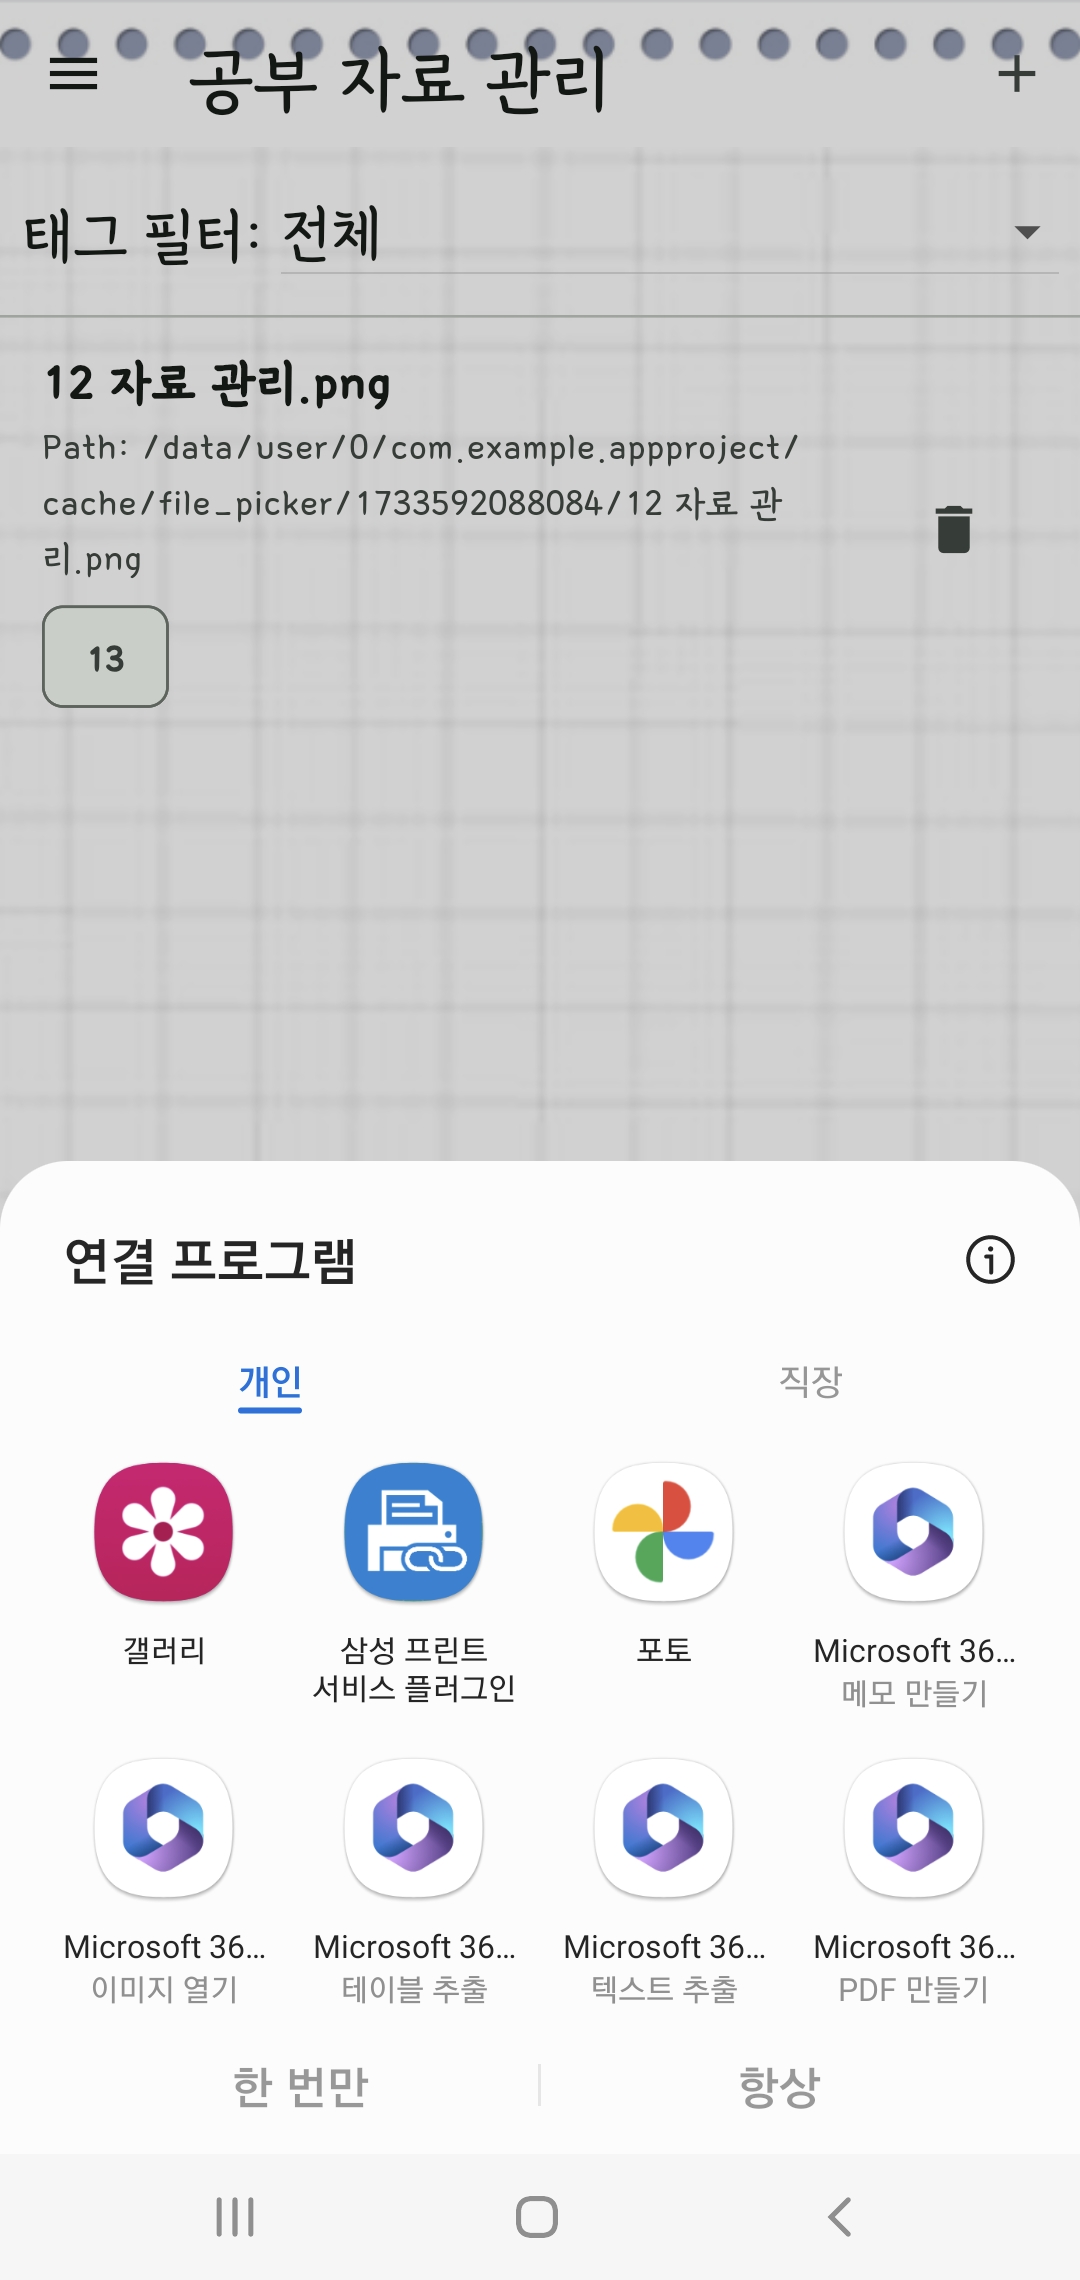 공부 자료 관리
태그 필터: 전체
12 자료 관리.png
Path: /data/user/0/com.example.appproject/
cache/file_picker/1733592088084/12 자료 관
리.png
13
연결 프로그램
개인 직장
갤러리
삼성 프린트
서비스 플러그인
포토
Microsoft 36...
메모 만들기
Microsoft 36...
이미지 열기
Microsoft 36...
테이블 추출
Microsoft 36...
텍스트 추출
Microsoft 36...
PDF 만들기
한 번만 항상